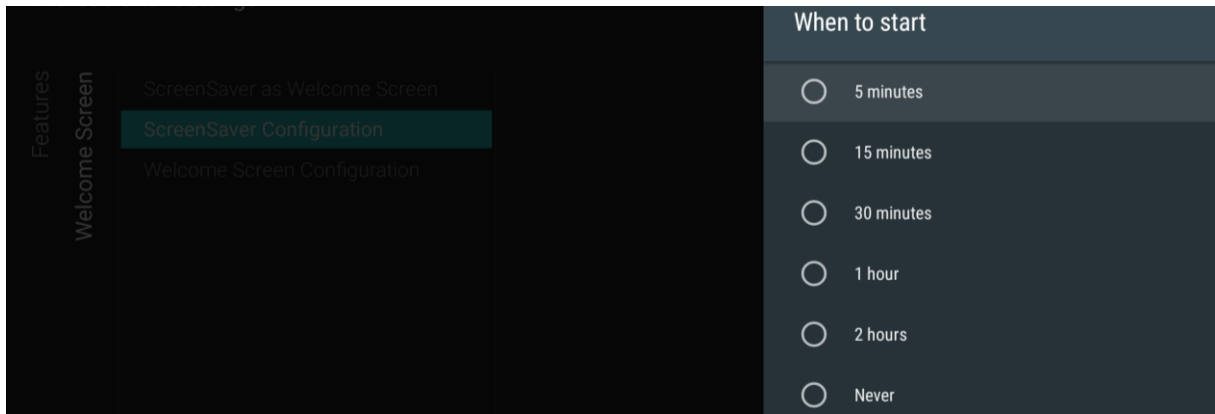 Features
Welcome Screen
ScreenSaver as Welcome Screen
ScreenSaver Configuration
Welcome Screen Configuration
When to start
5 minutes
15 minutes
30 minutes
1 hour
2 hours
Never